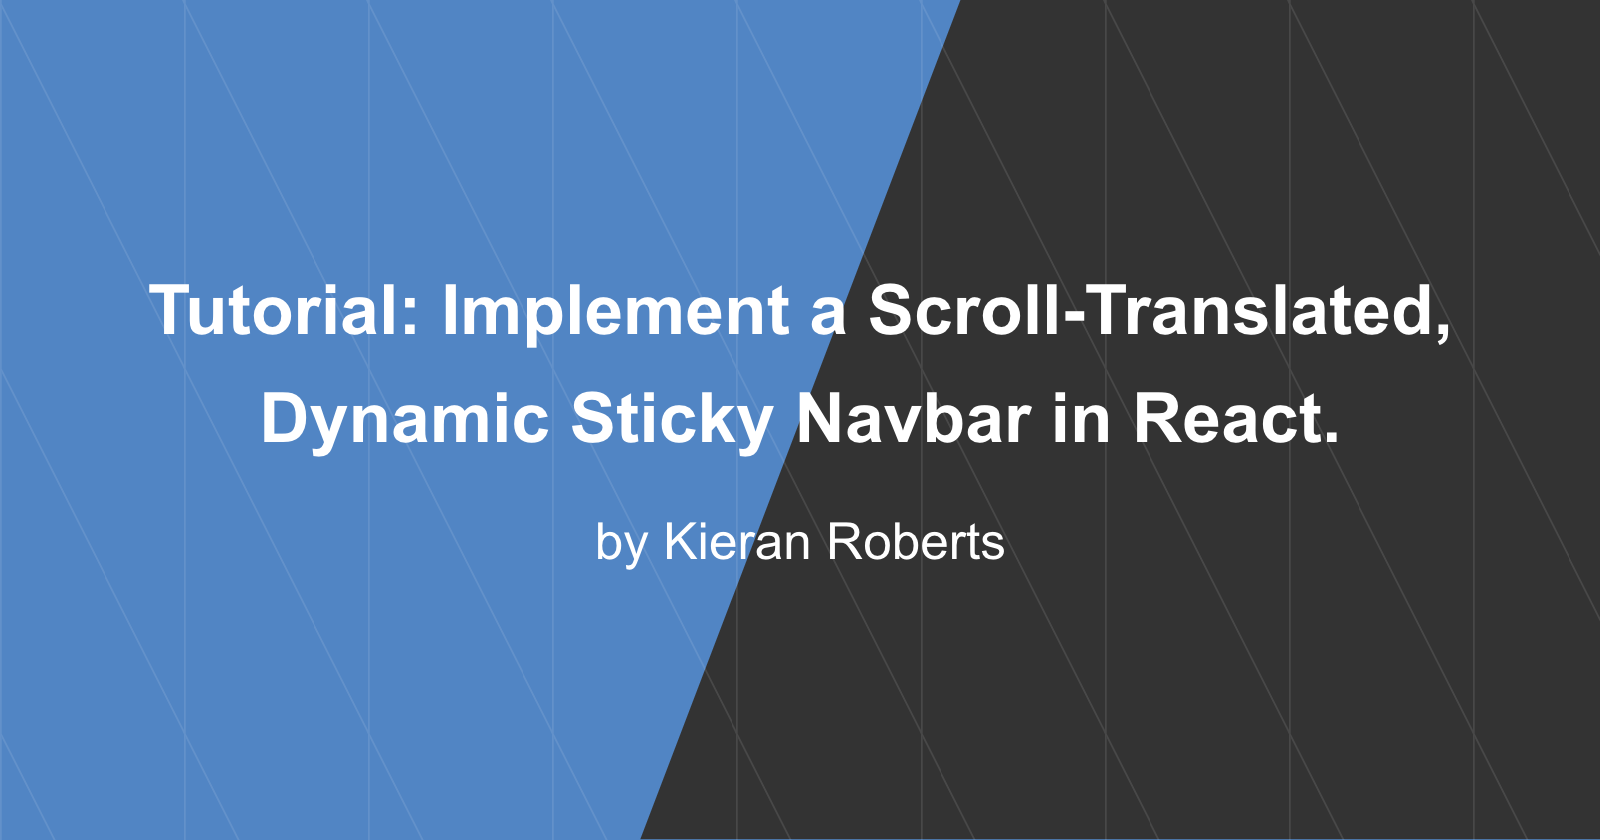 Tutorial: Implement a Scroll-Translated,
Dynamic Sticky Navbar in React.
by Kieran Roberts